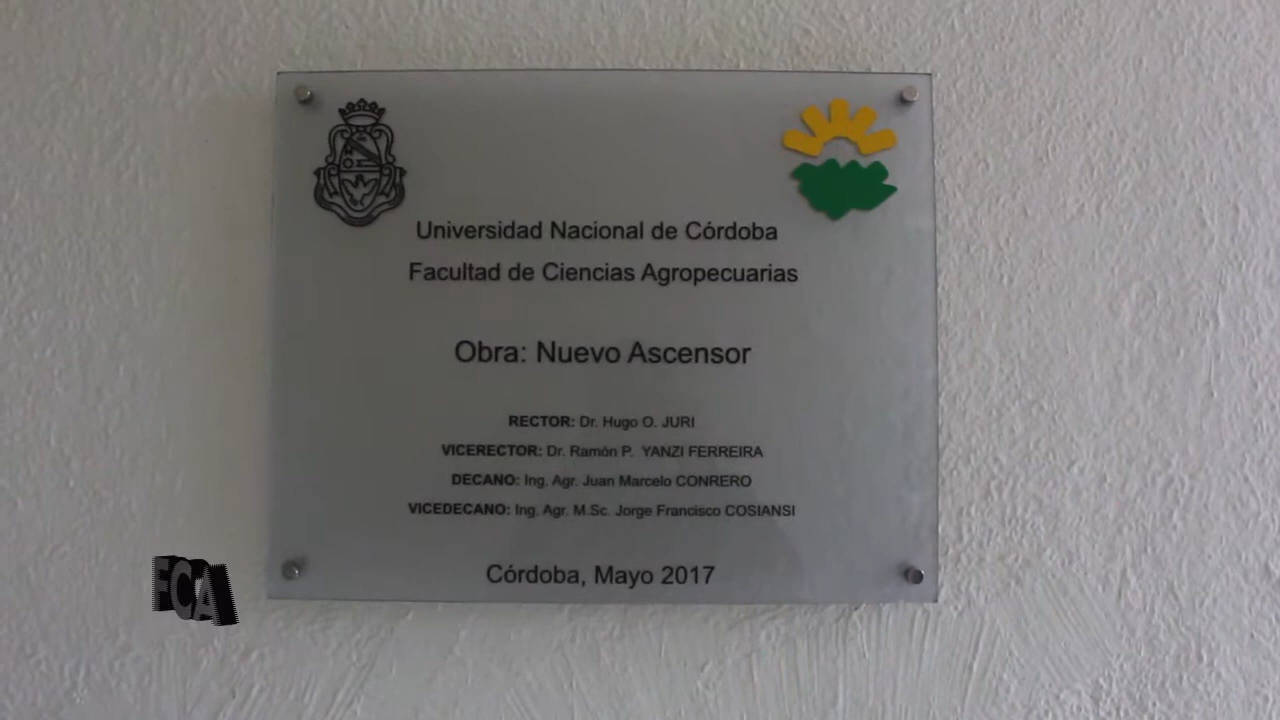 Universidad Nacional de Córdoba
Facultad de Ciencias Agropecuarias
Obra: Nuevo Ascensor
RECTOR: Dr. Hugo O. JURI
VICERECTOR: Dr. Ramón P. YANZI FERREIRA
DECANO: Ing. Agr. Juan Marcelo CONRERO
VICEDECANO: Ing. Agr. M.Sc. Jorge Francisco COSIANSI
Córdoba, Mayo 2017
FCA